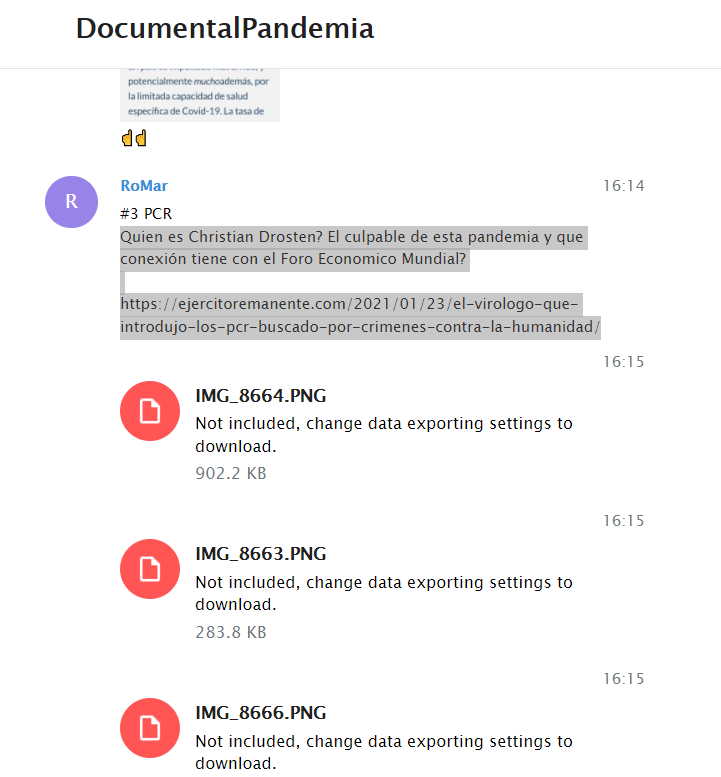 DocumentalPandemia
potencialmente muchoademás, por
la limitada capacidad de salud
específica de Covid-19. La tasa de
R
RoMar
16:14
#3 PCR
Quien es Christian Drosten? El culpable de esta pandemia y que
conexión tiene con el Foro Economico Mundial?
https://ejercitoremanente.com/2021/01/23/el-virologo-que-
introdujo-los-pcr-buscado-por-crimenes-contra-la-humanidad/
16:15
IMG_8664.PNG
Not included, change data exporting settings to
download.
902.2 KB
16:15
IMG_8663.PNG
Not included, change data exporting settings to
download.
283.8 KB
16:15
IMG_8666.PNG
Not included, change data exporting settings to
download.